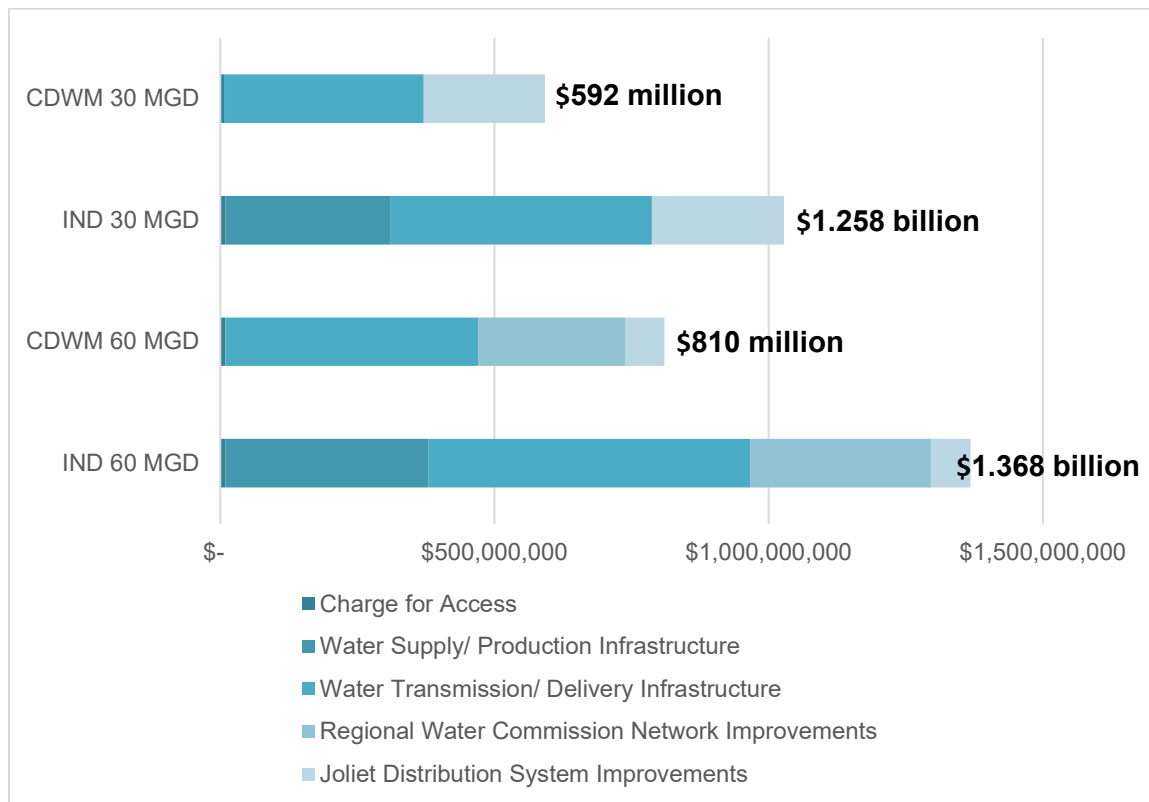 CDWM 30 MGD
$592 million
IND 30 MGD
$1.258 billion
CDWM 60 MGD
$810 million
IND 60 MGD
$1.368 billion
$-
$500,000,000
$1,000,000,000
$1,500,000,000
Charge for Access
Water Supply/ Production Infrastructure
Water Transmission/ Delivery Infrastructure
Regional Water Commission Network Improvements
Joliet Distribution System Improvements